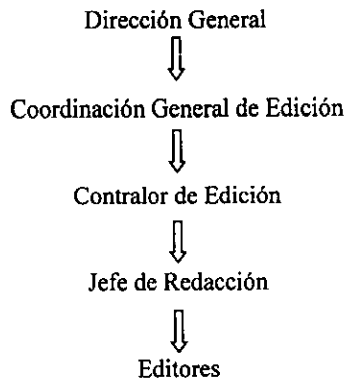 Dirección General
Coordinación General de Edición
Contralor de Edición
Jefe de Redacción
Editores